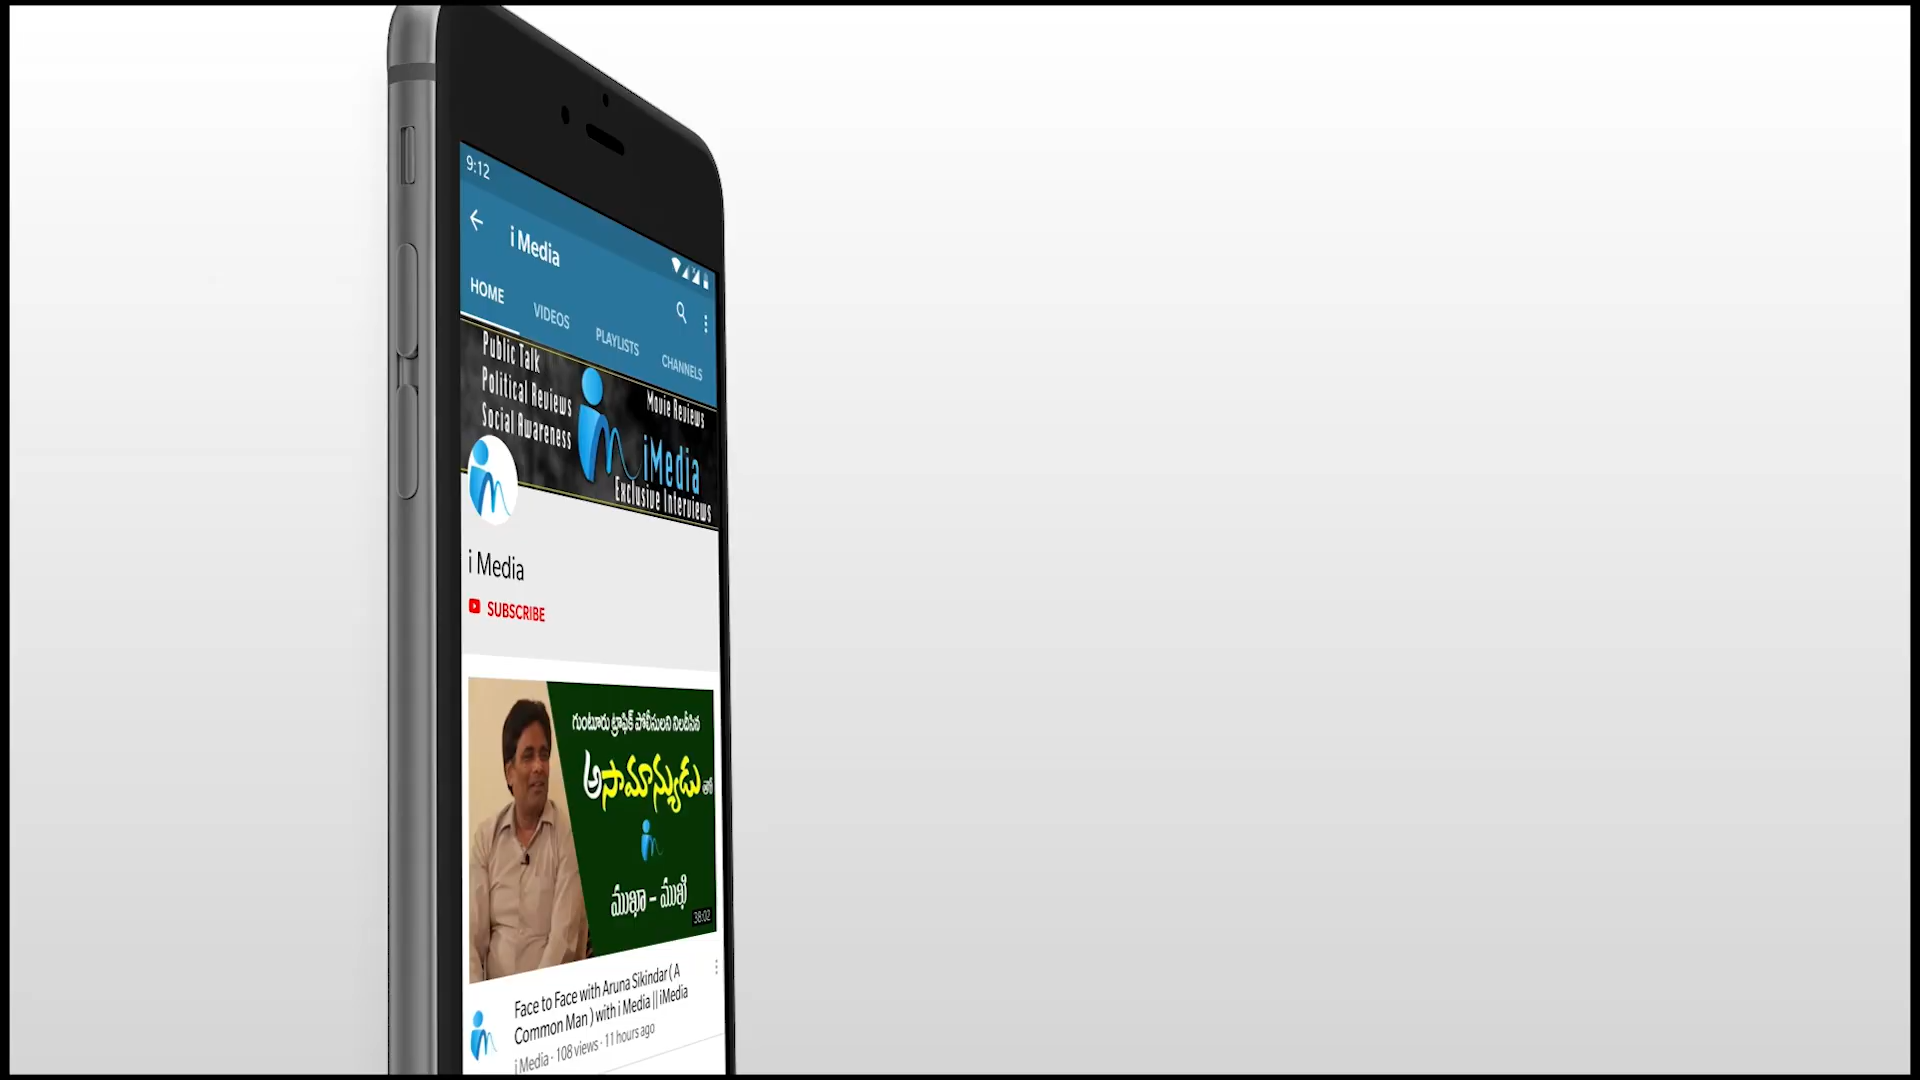 9:12
i Media
HOME
VIDEOS
PLAYLISTS
CHANNELS
Public Talk
Political Reviews
Social Awareness
Movie Reviews
iMedia
Exclusive Interviews
i Media
SUBSCRIBE
గుంటూరు ట్రాఫిక్ పోలీసులని నిలదీసిన
అసామాన్యుడు తో
ముఖా - ముఖి
38:02
Face to Face with Aruna Sikindar ( A
Common Man ) with i Media || iMedia
i Media · 108 views · 11 hours ago